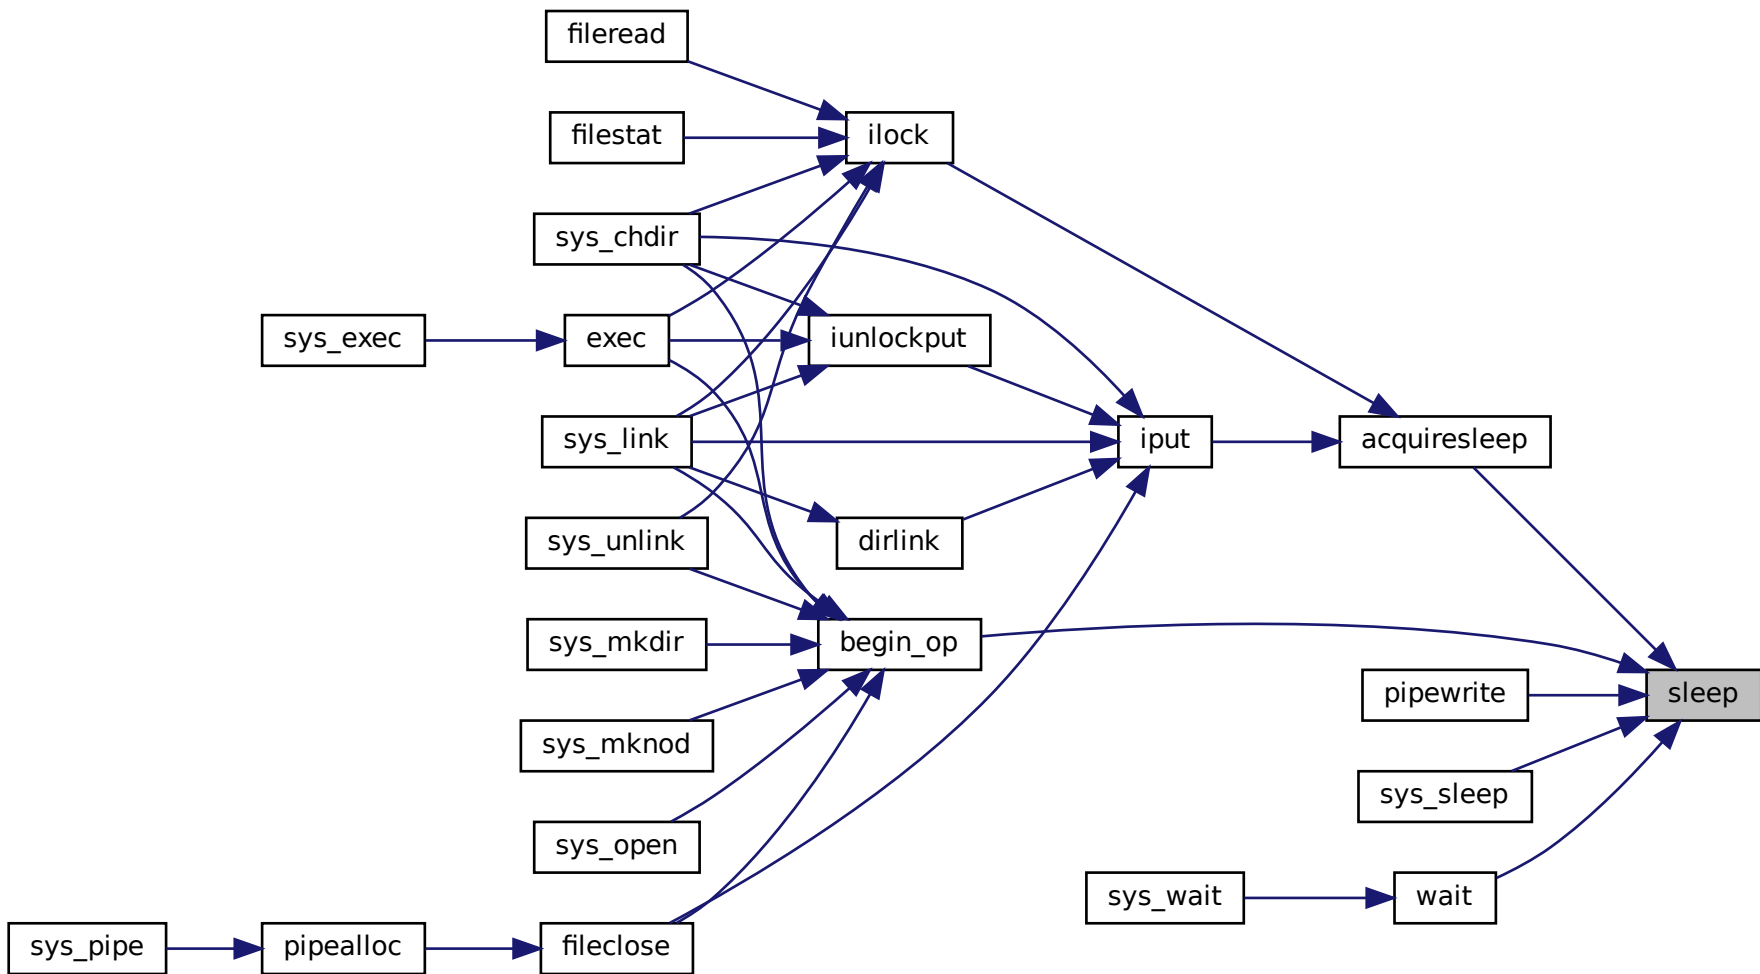 fileread
filestat
ilock
sys_chdir
sys_exec
exec
iunlockput
sys_link
iput
acquiresleep
sys_unlink
dirlink
sys_mkdir
begin_op
pipewrite
sleep
sys_mknod
sys_sleep
sys_open
sys_wait
wait
sys_pipe
pipealloc
fileclose